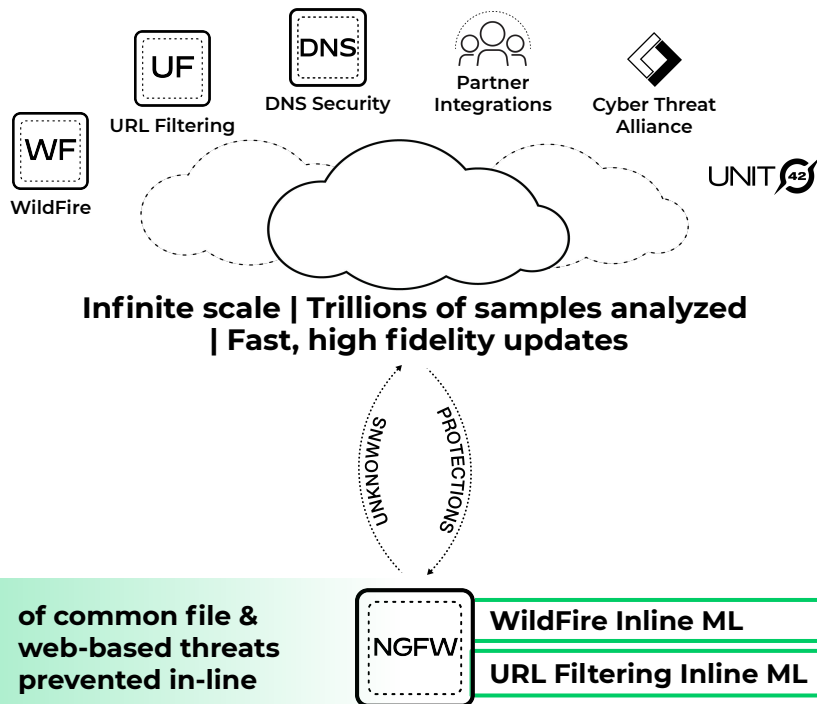 WF
WildFire
UF
URL Filtering
DNS
DNS Security
Partner
Integrations
Cyber Threat
Alliance
UNIT 42
Infinite scale | Trillions of samples analyzed
| Fast, high fidelity updates
UNKNOWNS
PROTECTIONS
of common file &
web-based threats
prevented in-line
NGFW
WildFire Inline ML
URL Filtering Inline ML